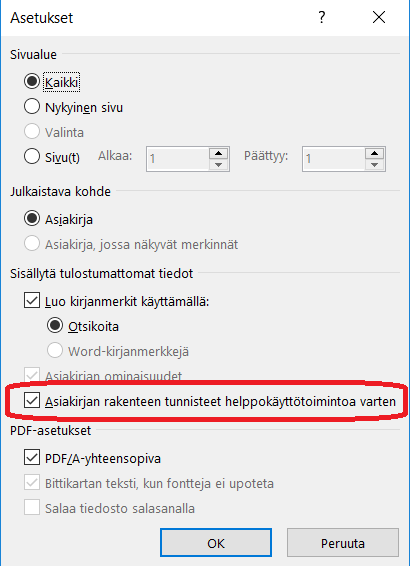 Asetukset
Sivualue
Kaikki
Nykyinen sivu
Valinta
Sivu(t) Alkaa: 1 Päättyy: 1
Julkaistava kohde
Asiakirja
Asiakirja, jossa näkyvät merkinnät
Sisällytä tulostumattomat tiedot
Luo kirjanmerkit käyttämällä:
Otsikoita
Word-kirjanmerkkejä
Asiakirjan ominaisuudet
Asiakirjan rakenteen tunnisteet helppokäyttötoimintoa varten
PDF-asetukset
PDF/A-yhteensopiva
Bittikartan teksti, kun fontteja ei upoteta
Salaa tiedosto salasanalla
OK Peruuta